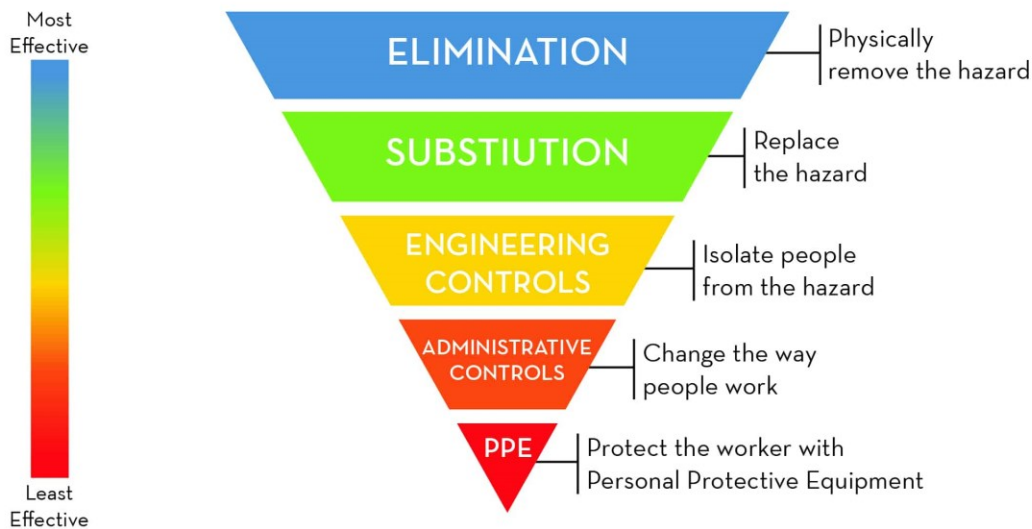 Most
Effective
ELIMINATION
Physically
remove the hazard
SUBSTIUTION
Replace
the hazard
ENGINEERING
CONTROLS
Isolate people
from the hazard
ADMINISTRATIVE
CONTROLS
Change the way
people work
PPE
Protect the worker with
Personal Protective Equipment
Least
Effective